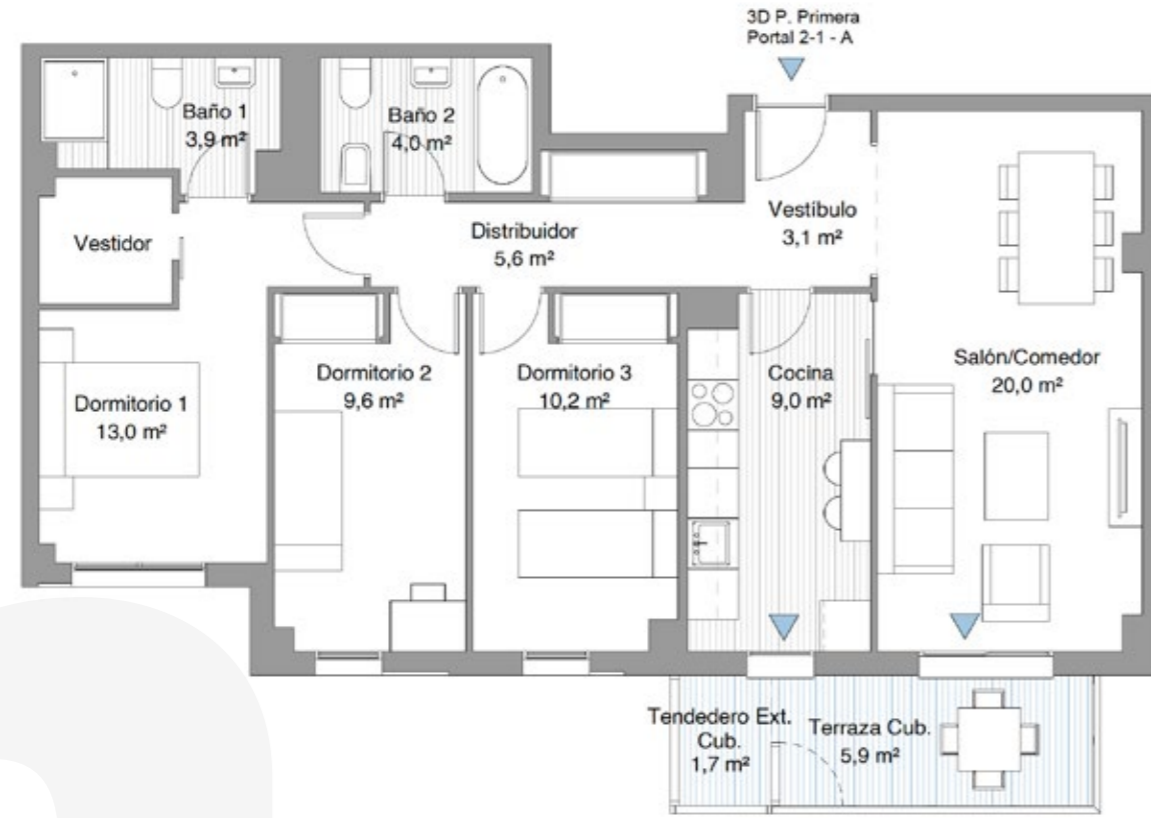 3D P. Primera
Portal 2-1 - A
Baño 1
3,9 m²
Baño 2
4,0 m²
Vestidor
Distribuidor
5,6 m²
Vestíbulo
3,1 m²
Dormitorio 1
13,0 m²
Dormitorio 2
9,6 m²
Dormitorio 3
10,2 m²
Cocina
9,0 m²
Salón/Comedor
20,0 m²
Tendedero Ext.
Cub.
1,7 m²
Terraza Cub.
5,9 m²